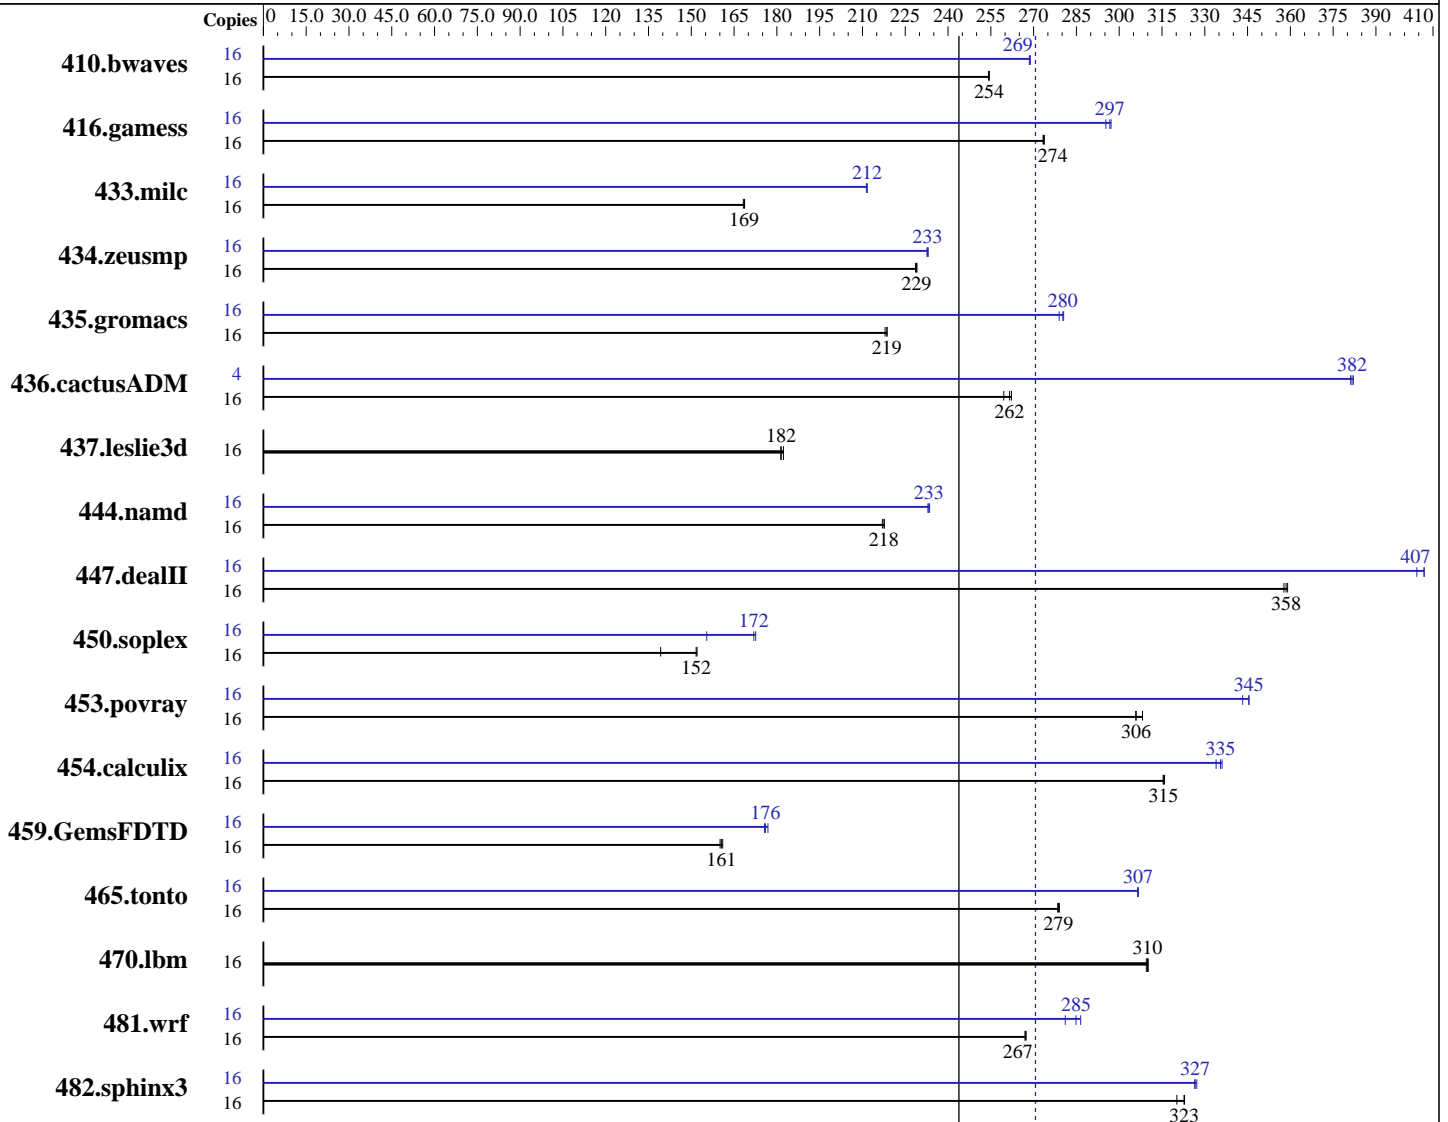 Copies 0 15.0 30.0 45.0 60.0 75.0 90.0 105 120 135 150 165 180 195 210 225 240 255 270 285 300 315 330 345 360 375 390 410
410.bwaves 16 269
16 254
416.gamess 16 297
16 274
433.milc 16 212
16 169
434.zeusmp 16 233
16 229
435.gromacs 16 280
16 219
436.cactusADM 4 382
16 262
437.leslie3d 16 182
444.namd 16 233
16 218
447.dealII 16 407
16 358
450.soplex 16 172
16 152
453.povray 16 345
16 306
454.calculix 16 335
16 315
459.GemsFDTD 16 176
16 161
465.tonto 16 307
16 279
470.lbm 16 310
481.wrf 16 285
16 267
482.sphinx3 16 327
16 323